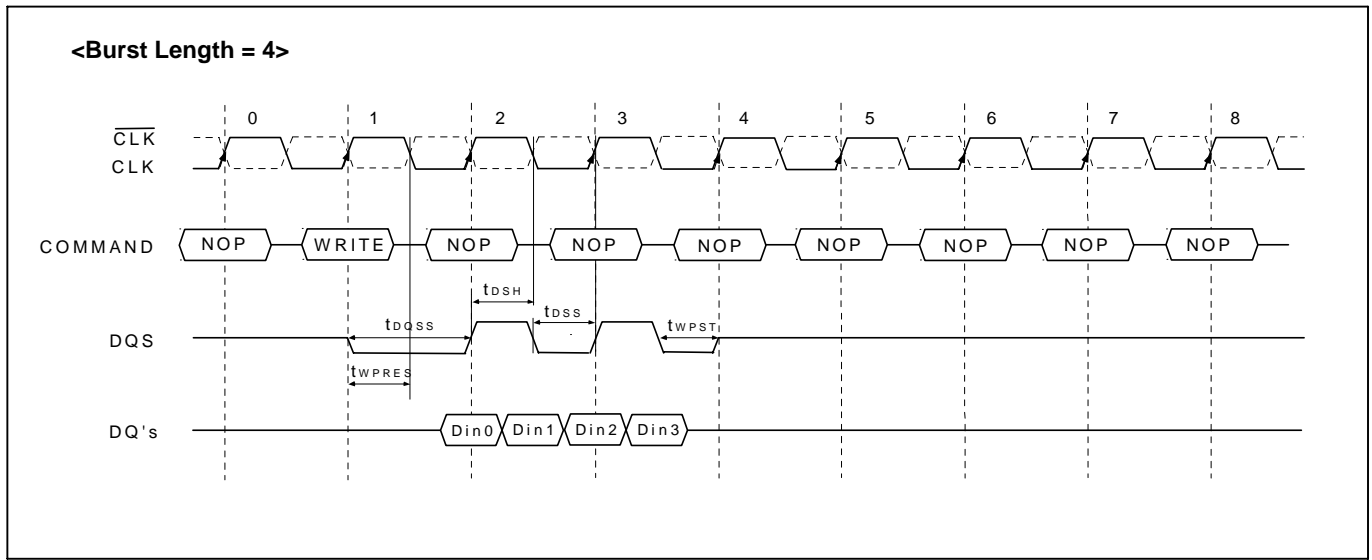 <Burst Length = 4>
0 1 2 3 4 5 6 7 8
CLK
CLK
COMMAND NOP WRITE NOP NOP NOP NOP NOP NOP NOP
tDSH
tDQSS tDSS tWPST
DQS
tWPRES
DQ's Din0 Din1 Din2 Din3